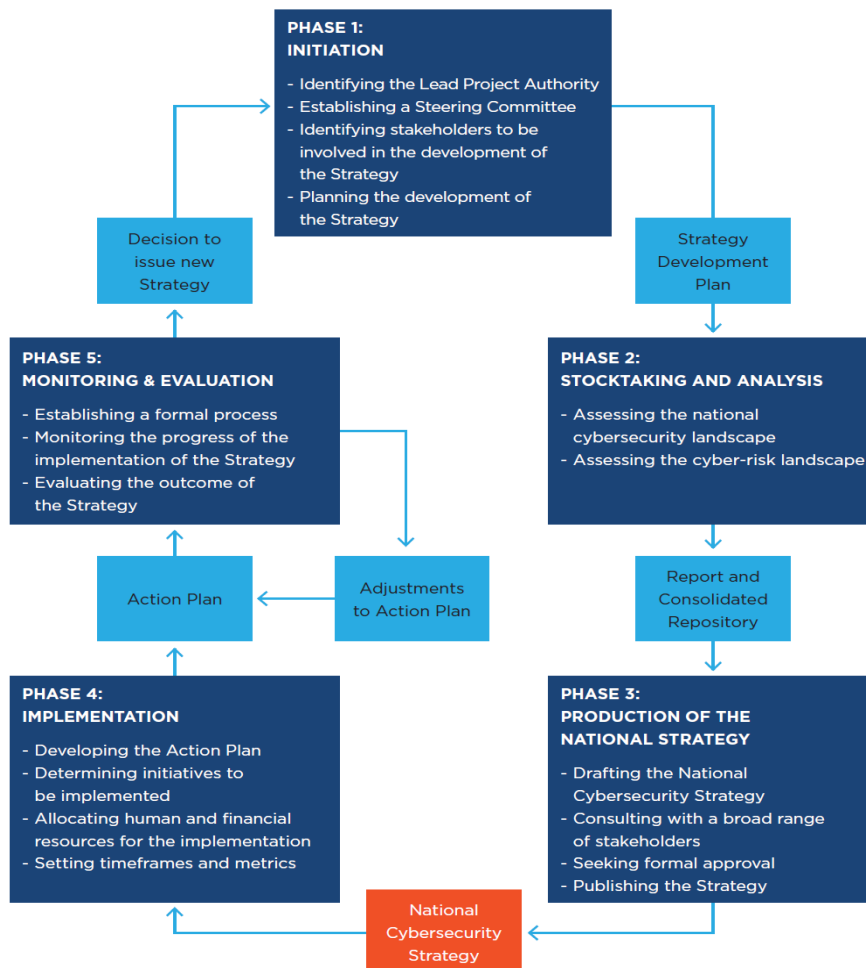 PHASE 1:
INITIATION
- Identifying the Lead Project Authority
- Establishing a Steering Committee
- Identifying stakeholders to be
involved in the development of
the Strategy
- Planning the development of
the Strategy
Decision to
issue new
Strategy
Strategy
Development
Plan
PHASE 5:
MONITORING & EVALUATION
- Establishing a formal process
- Monitoring the progress of the
implementation of the Strategy
- Evaluating the outcome of
the Strategy
PHASE 2:
STOCKTAKING AND ANALYSIS
- Assessing the national
cybersecurity landscape
- Assessing the cyber-risk landscape
Action Plan
Adjustments
to Action Plan
Report and
Consolidated
Repository
PHASE 4:
IMPLEMENTATION
- Developing the Action Plan
- Determining initiatives to
be implemented
- Allocating human and financial
resources for the implementation
- Setting timeframes and metrics
PHASE 3:
PRODUCTION OF THE
NATIONAL STRATEGY
- Drafting the National
Cybersecurity Strategy
- Consulting with a broad range
of stakeholders
- Seeking formal approval
- Publishing the Strategy
National
Cybersecurity
Strategy